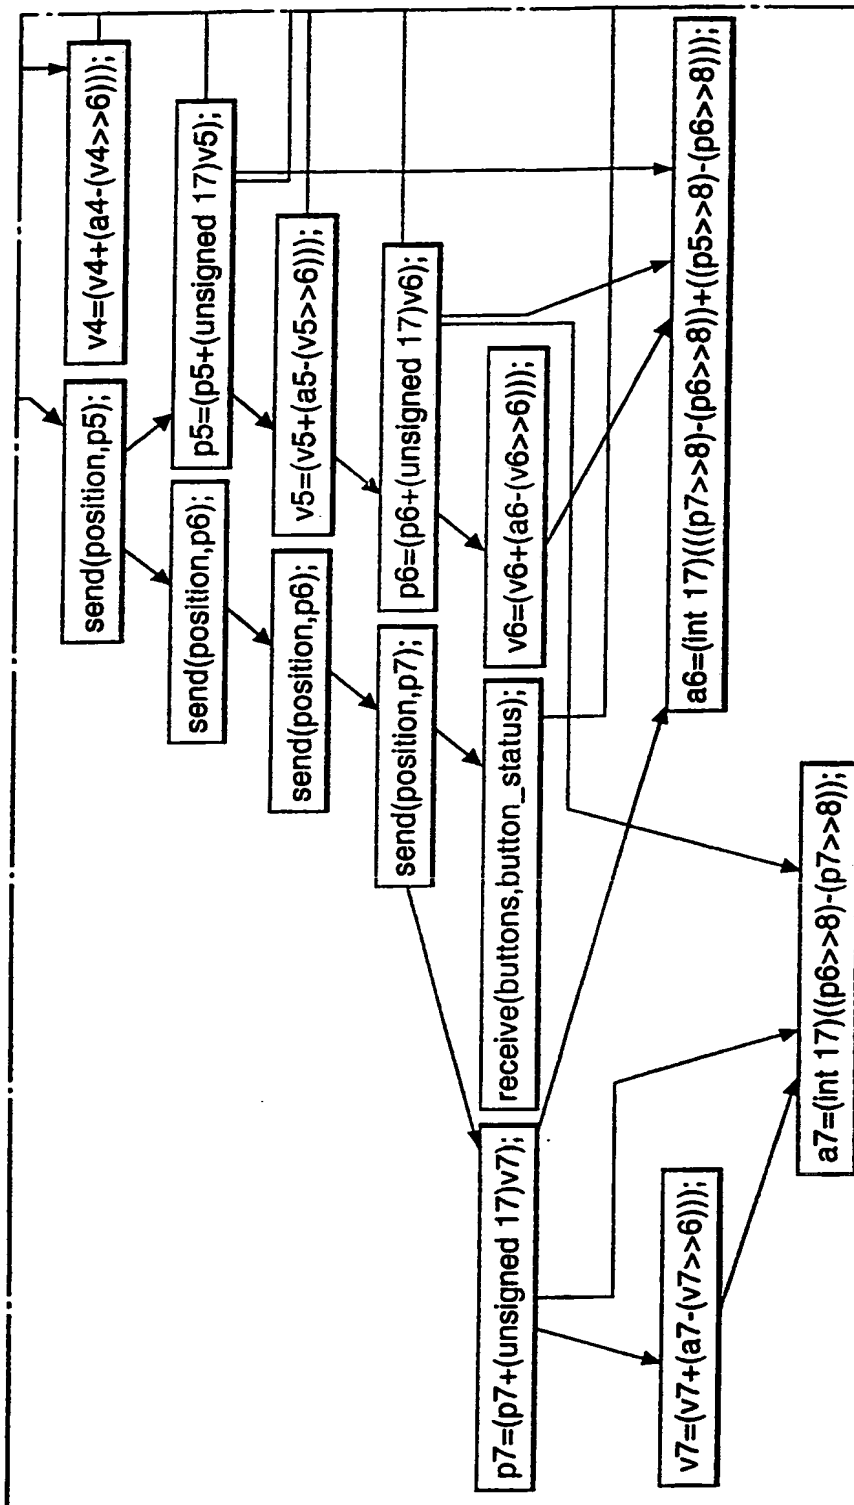 v4=(v4+(a4-(v4>>6)));
send(position,p5);
p5=(p5+(unsigned 17)v5);
send(position,p6);
v5=(v5+(a5-(v5>>6)));
send(position,p6);
p6=(p6+(unsigned 17)v6);
send(position,p7);
v6=(v6+(a6-(v6>>6)));
receive(buttons,button_status);
p7=(p7+(unsigned 17)v7);
a6=(int 17)(((p7>>8)-(p6>>8))+((p5>>8)-(p6>>8)));
v7=(v7+(a7-(v7>>6)));
a7=(int 17)((p6>>8)-(p7>>8));